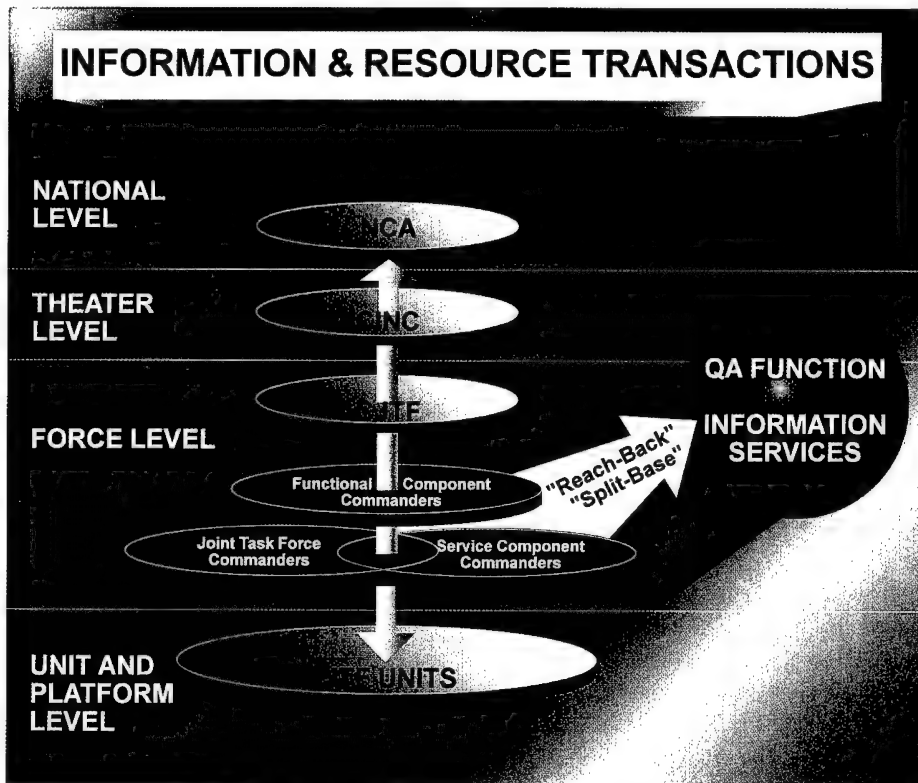 INFORMATION & RESOURCE TRANSACTIONS
NATIONAL
LEVEL
NCA
THEATER
LEVEL
QA FUNCTION
FORCE LEVEL
INFORMATION
SERVICES
"Reach-Back"
"Split-Base"
Functional Component
Commanders
Joint Task Force
Commanders
Service Component
Commanders
UNIT AND
PLATFORM
LEVEL
UNITS